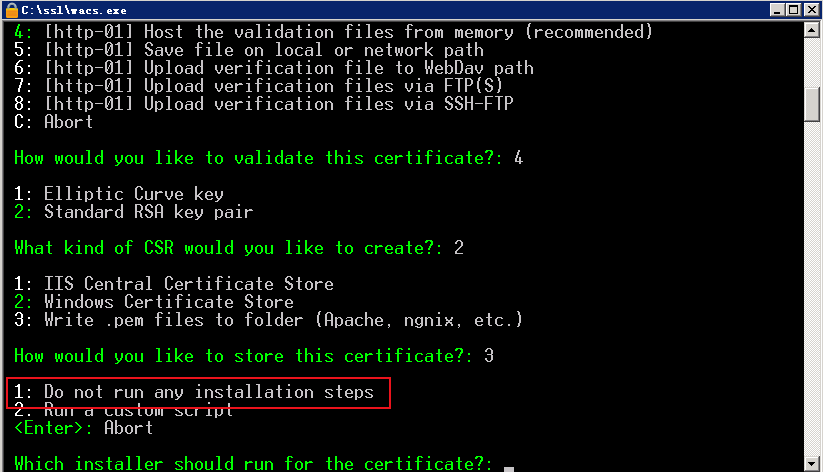 C:\ssl\wacs.exe
4: [http-01] Host the validation files from memory (recommended)
5: [http-01] Save file on local or network path
6: [http-01] Upload verification file to WebDav path
7: [http-01] Upload verification files via FTP(S)
8: [http-01] Upload verification files via SSH-FTP
C: Abort
How would you like to validate this certificate?: 4
1: Elliptic Curve key
2: Standard RSA key pair
What kind of CSR would you like to create?: 2
1: IIS Central Certificate Store
2: Windows Certificate Store
3: Write .pem files to folder (Apache, ngnix, etc.)
How would you like to store this certificate?: 3
1: Do not run any installation steps
2: Run a custom script
<Enter>: Abort
Which installer should run for the certificate?: